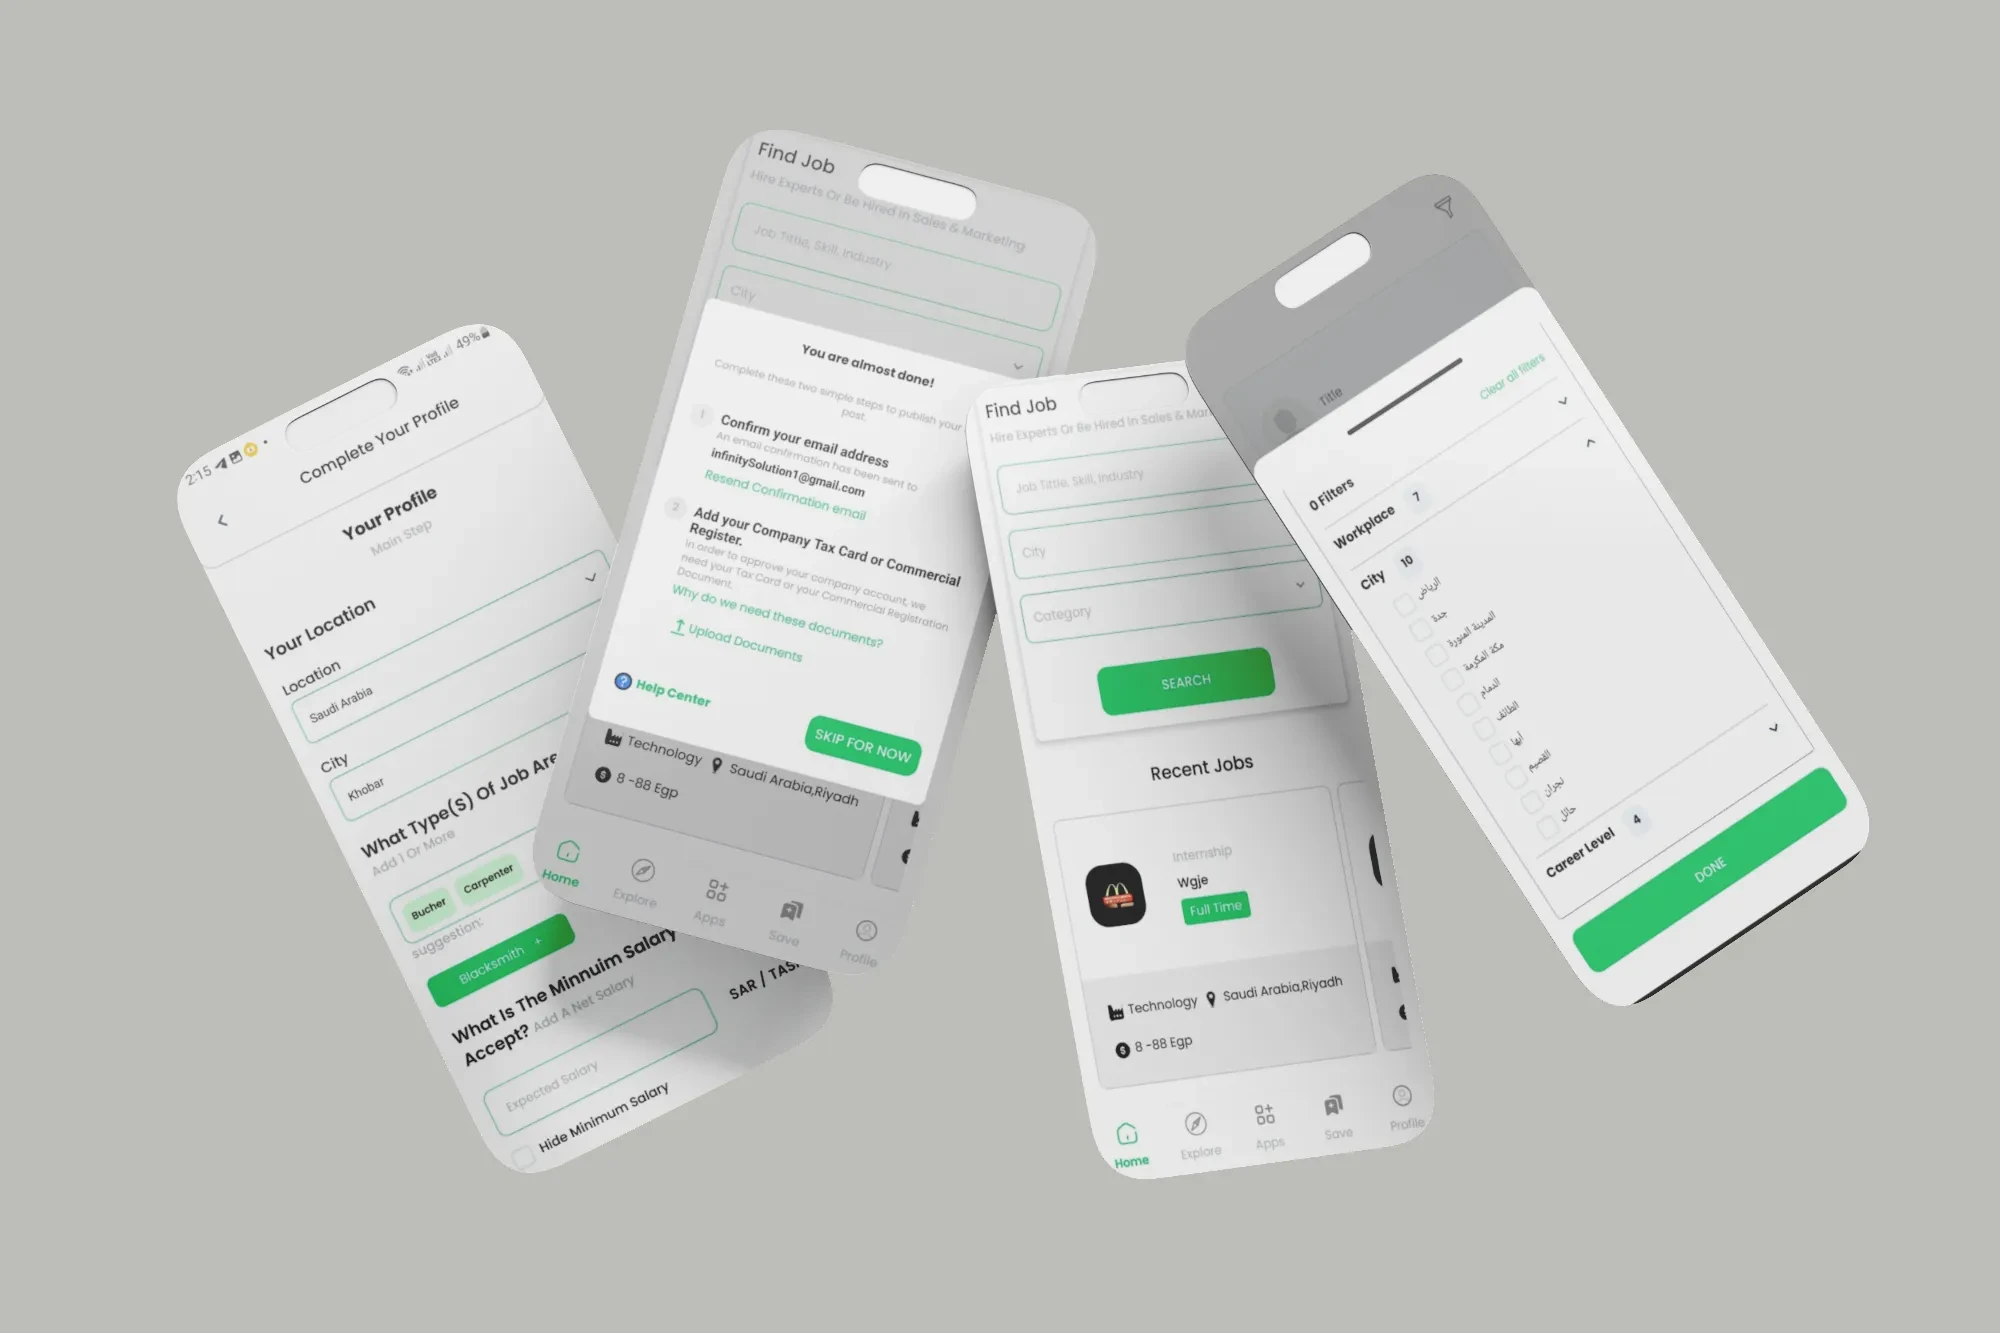 2:15
VoB
LTE2
49%
Complete Your Profile
Your Profile
Main Step
Your Location
Location
Saudi Arabia
City
Khobar
What Type(S) Of Job Are
Add 1 Or More
Bucher
Carpenter
suggestion:
Blacksmith +
What Is The Minnuim Salary
Accept? Add A Net Salary
Expected Salary
SAR /
Hide Minimum Salary
Find Job
Hire Experts Or Be Hired In Sales & Marketing
Job Tittle, Skill, Industry
City
You are almost done!
Complete these two simple steps to publish your
post.
1
Confirm your email address
An email confirmation has been sent to
infinitySolution1@gmail.com
Resend Confirmation email
2
Add your Company Tax Card or Commercial
Register.
In order to approve your company account, we
need your Tax Card or your Commercial Registration
Document.
Why do we need these documents?
Upload Documents
? Help Center
SKIP FOR NOW
Technology
Saudi Arabia,Riyadh
$ 8 -88 Egp
Home
Explore
Apps
Save
Profile
Find Job
Hire Experts Or Be Hired In Sales & Mar
Job Tittle, Skill, Industry
City
Category
SEARCH
Recent Jobs
Internship
Wgje
Full Time
Technology
Saudi Arabia,Riyadh
$ 8 -88 Egp
Home
Explore
Apps
Save
Profile
Title
Clear all filters
0 Filters
Workplace 7
City 10
الرياض
جدة
المدينة المنورة
مكة المكرمة
الدمام
الطائف
أبها
القصيم
نجران
حائل
Career Level 4
DONE